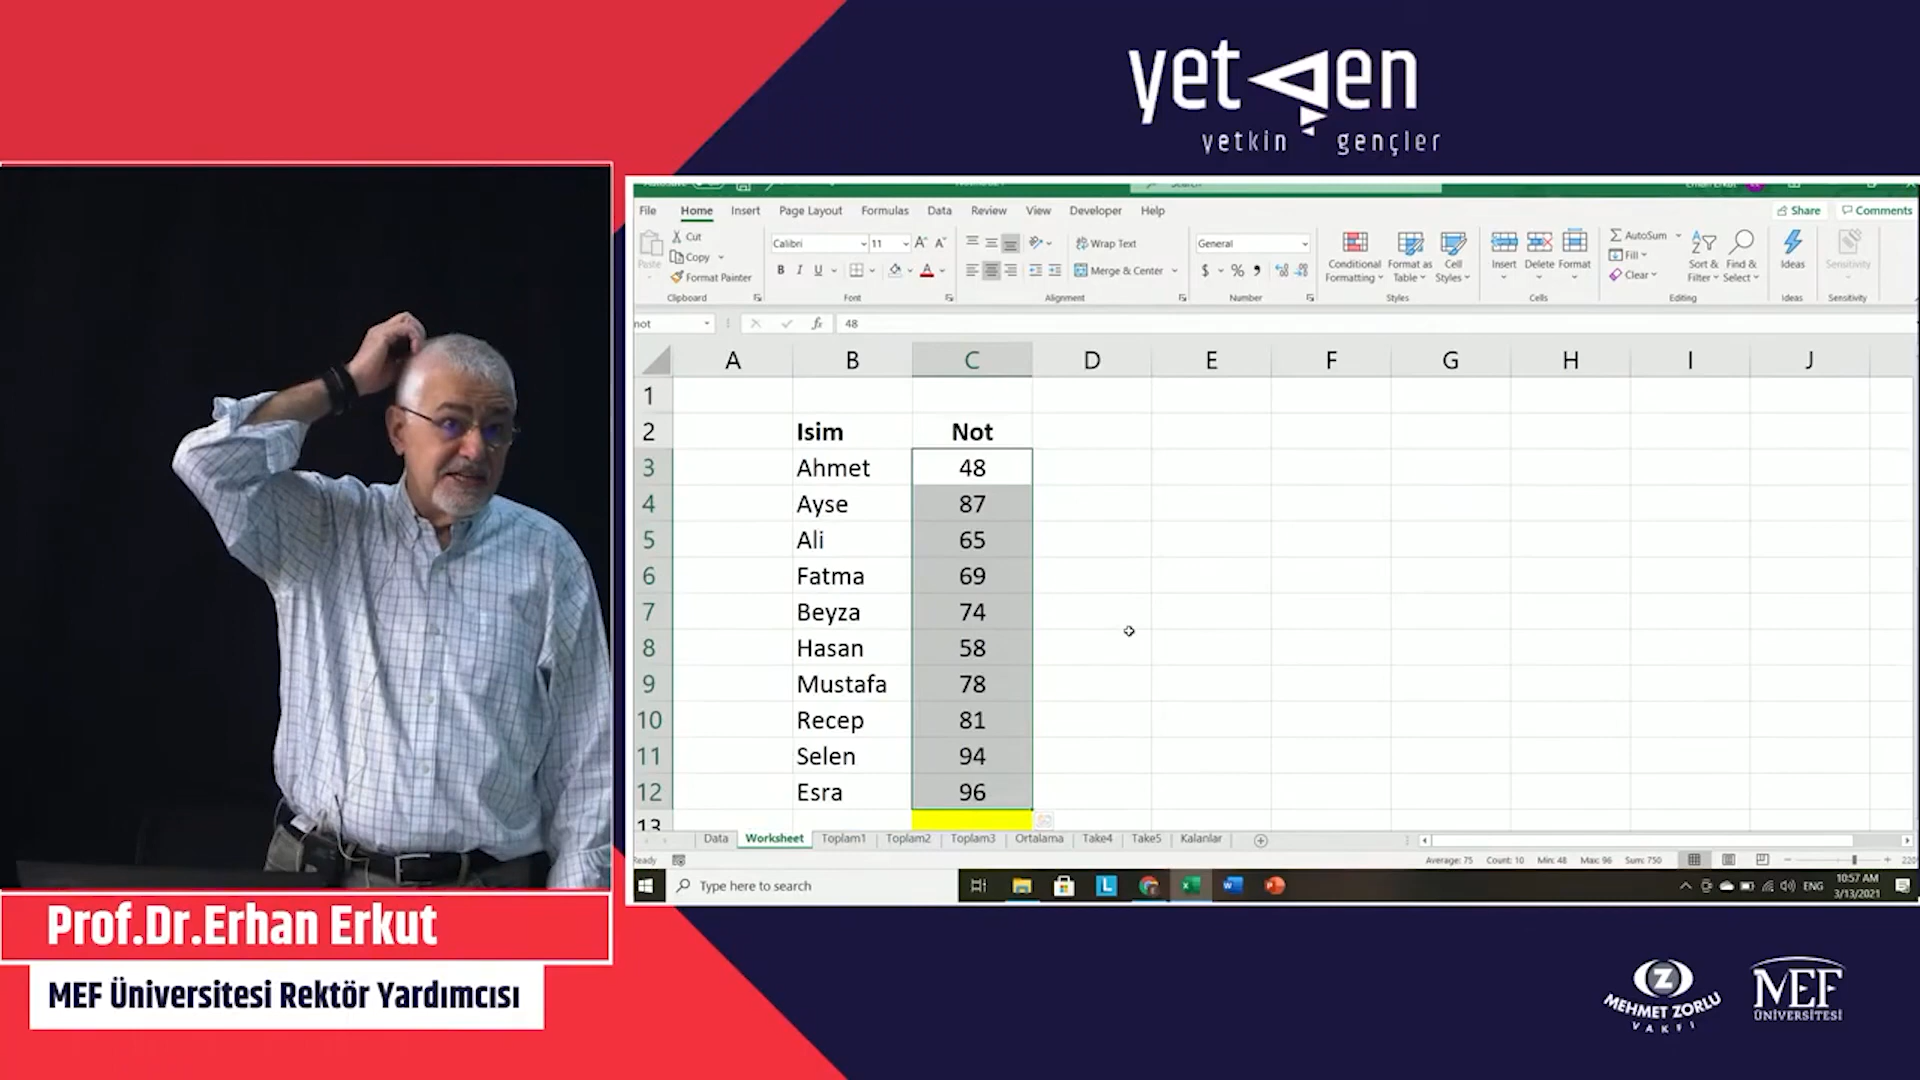 yetgen
yetkin gençler
File Home Insert Page Layout Formulas Data Review View Developer Help Share Comments
Paste Cut Copy Format Painter Clipboard
Calibri 11 B I U Font
Wrap Text Merge & Center Alignment
General $ % Number
Conditional Formatting Format as Table Cell Styles Styles
Insert Delete Format Cells
AutoSum Fill Clear Sort & Filter Find & Select Editing
Ideas Ideas
Sensitivity Sensitivity
not fx 48
A B C D E F G H I J
1
2 Isim Not
3 Ahmet 48
4 Ayse 87
5 Ali 65
6 Fatma 69
7 Beyza 74
8 Hasan 58
9 Mustafa 78
10 Recep 81
11 Selen 94
12 Esra 96
13
Data Worksheet Toplam1 Toplam2 Toplam3 Ortalama Take4 Take5 Kalanlar
Ready Average: 75 Count: 10 Min: 48 Max: 96 Sum: 750
Type here to search ENG 10:57 AM
3/13/2021
Prof.Dr.Erhan Erkut
MEF Üniversitesi Rektör Yardımcısı
MEHMET ZORLU
VAKFI
MEF
ÜNİVERSİTESİ